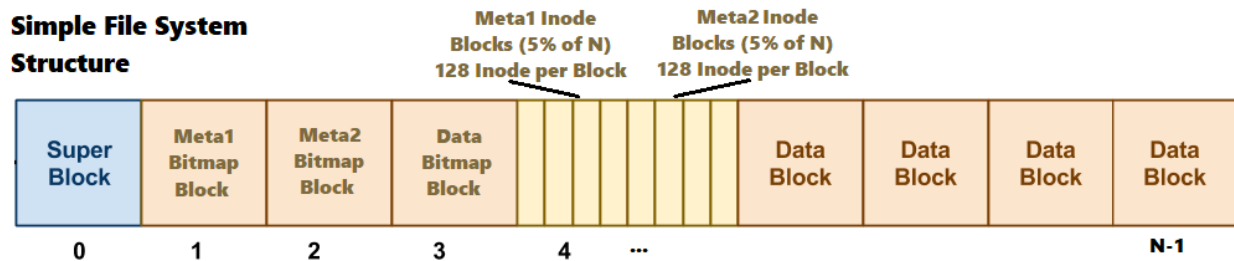 Simple File System
Structure
Meta1 Inode
Blocks (5% of N)
128 Inode per Block
Meta2 Inode
Blocks (5% of N)
128 Inode per Block
Super
Block
Meta1
Bitmap
Block
Meta2
Bitmap
Block
Data
Bitmap
Block
Data
Block
Data
Block
Data
Block
Data
Block
0
1
2
3
4
...
N-1